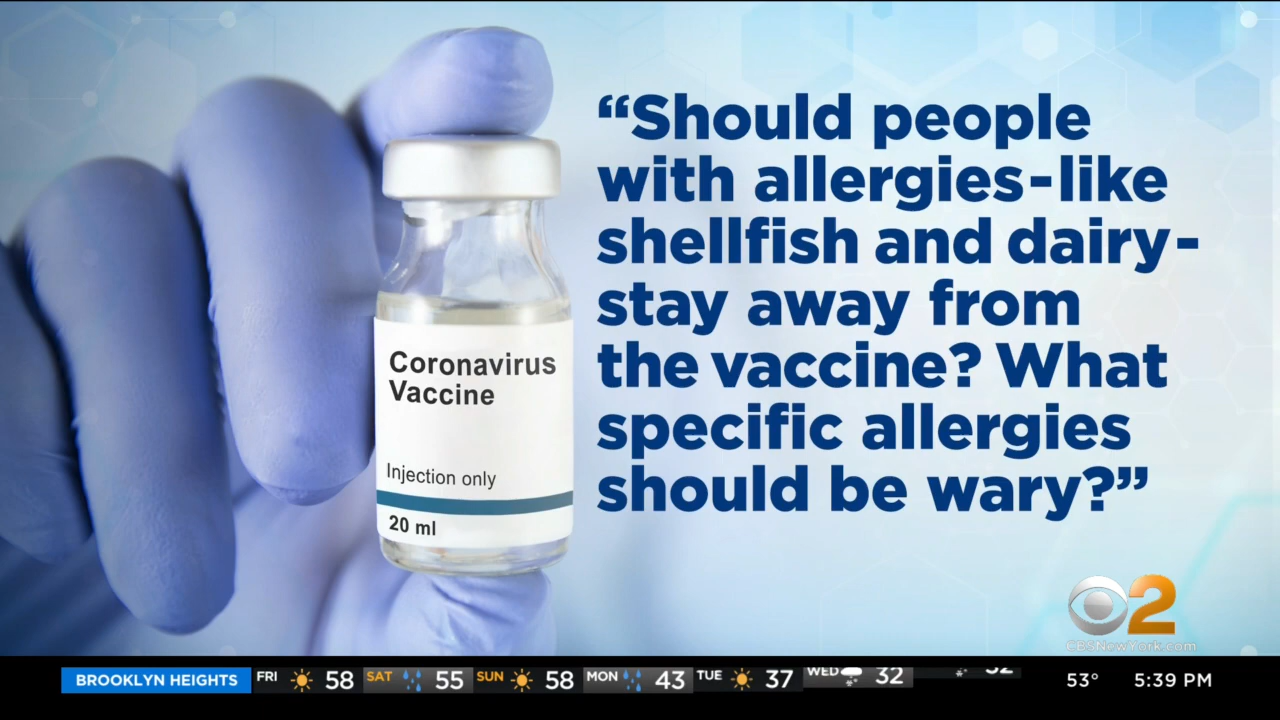 “Should people
with allergies-like
shellfish and dairy-
stay away from
the vaccine? What
specific allergies
should be wary?”
Coronavirus
Vaccine
Injection only
20 ml
2
CBSNewYork.com
BROOKLYN HEIGHTS FRI 58 SAT 55 SUN 58 MON 43 TUE 37 WED 32 53° 5:39 PM